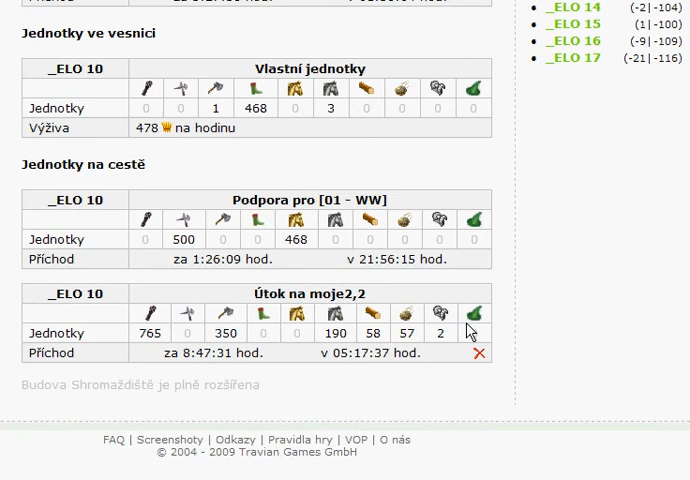 Jednotky ve vesnici
_ELO 10 Vlastní jednotky
Jednotky 0 0 1 468 0 3 0 0 0 0
Výživa 478 na hodinu
Jednotky na cestě
_ELO 10 Podpora pro [01 - WW]
Jednotky 0 500 0 0 468 0 0 0 0 0
Příchod za 1:26:09 hod. v 21:56:15 hod.
_ELO 10 Útok na moje2,2
Jednotky 765 0 350 0 0 190 58 57 2
Příchod za 8:47:31 hod. v 05:17:37 hod.
Budova Shromaždiště je plně rozšířena
_ELO 14 (-2|-104)
_ELO 15 (1|-100)
_ELO 16 (-9|-109)
_ELO 17 (-21|-116)
FAQ | Screenshoty | Odkazy | Pravidla hry | VOP | O nás
© 2004 - 2009 Travian Games GmbH